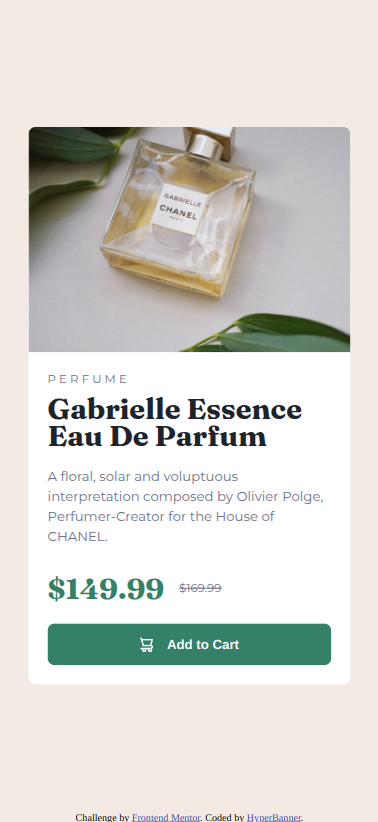 GABRIELLE
CHANEL
PARIS
PERFUME
Gabrielle Essence
Eau De Parfum
A floral, solar and voluptuous
interpretation composed by Olivier Polge,
Perfumer-Creator for the House of
CHANEL.
$149.99 $169.99
Add to Cart
Challenge by Frontend Mentor. Coded by HyperBanner.